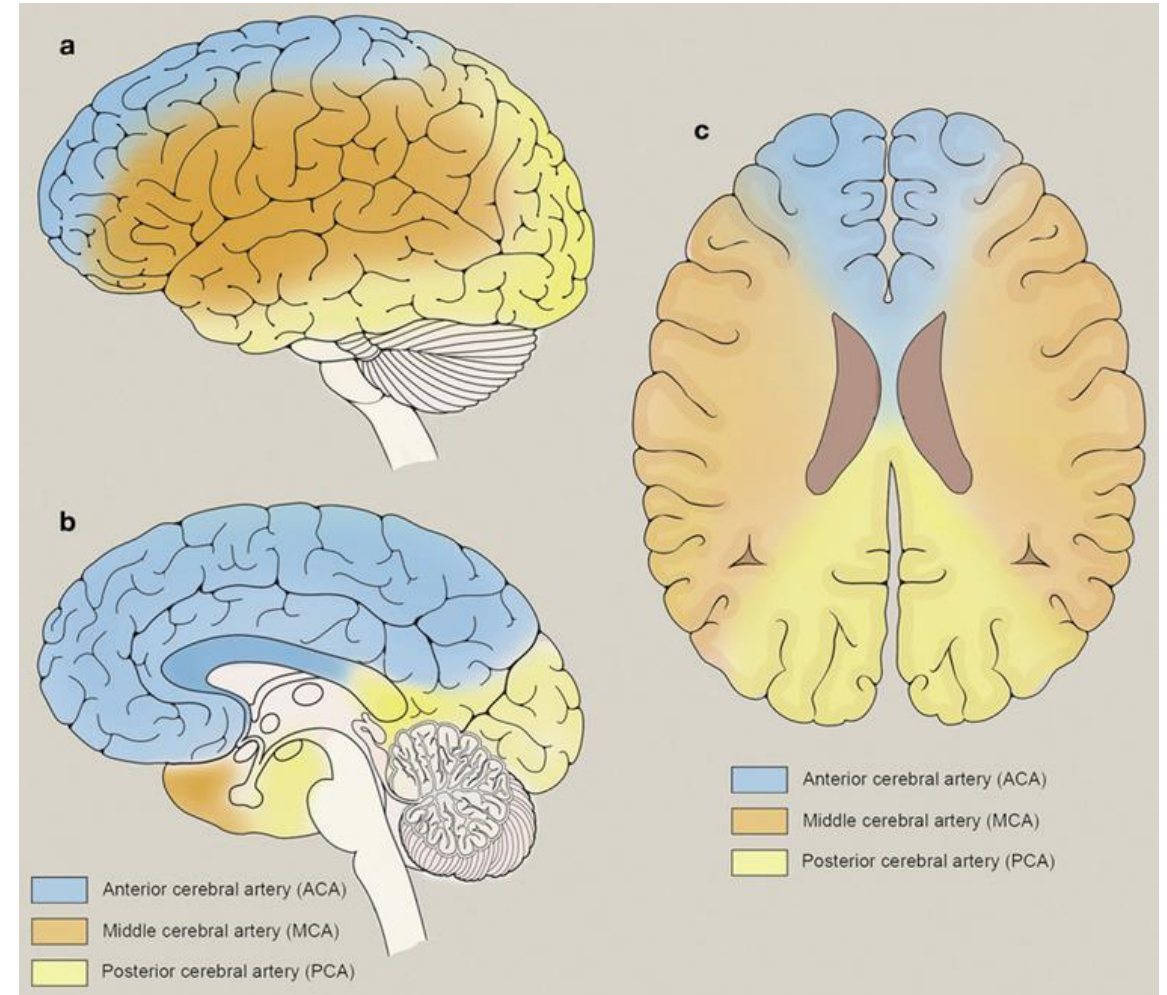 a
c
b
Anterior cerebral artery (ACA)
Middle cerebral artery (MCA)
Posterior cerebral artery (PCA)
Anterior cerebral artery (ACA)
Middle cerebral artery (MCA)
Posterior cerebral artery (PCA)